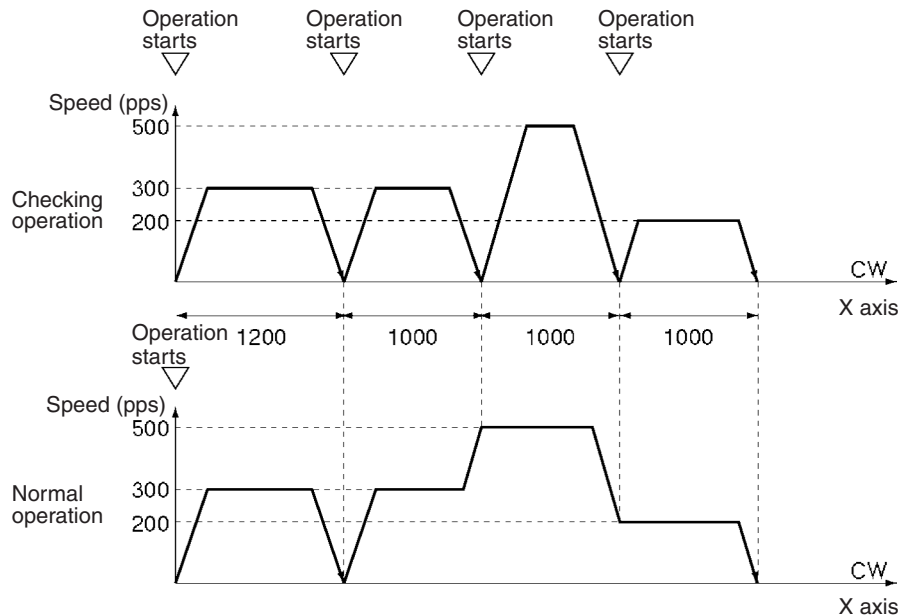 Operation starts
Operation starts
Operation starts
Operation starts
Speed (pps)
500
300
200
Checking operation
CW
X axis
1200
1000
1000
1000
Operation starts
Speed (pps)
500
300
200
Normal operation
CW
X axis